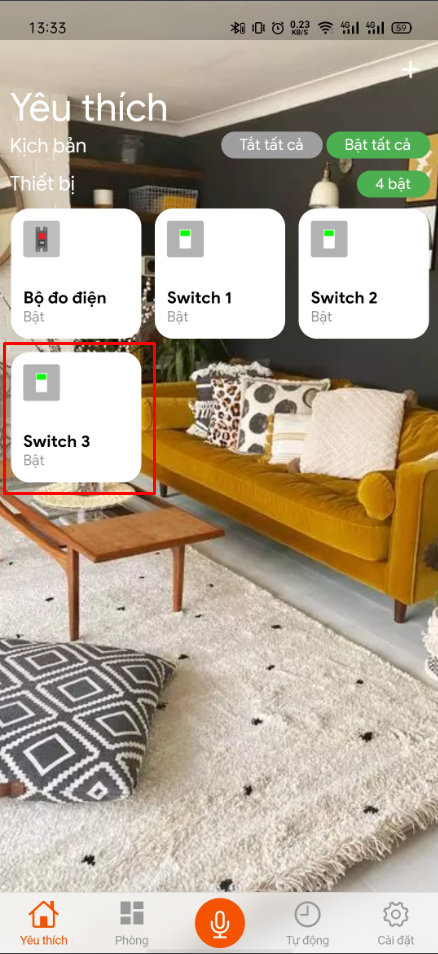 13:33 0.23 KB/S 4G 4G 59
+
Yêu thích
Kịch bản Tắt tất cả Bật tất cả
Thiết bị 4 bật
Bộ đo điện Switch 1 Switch 2
Bật Bật Bật
Switch 3
Bật
Yêu thích Phòng Tự động Cài đặt